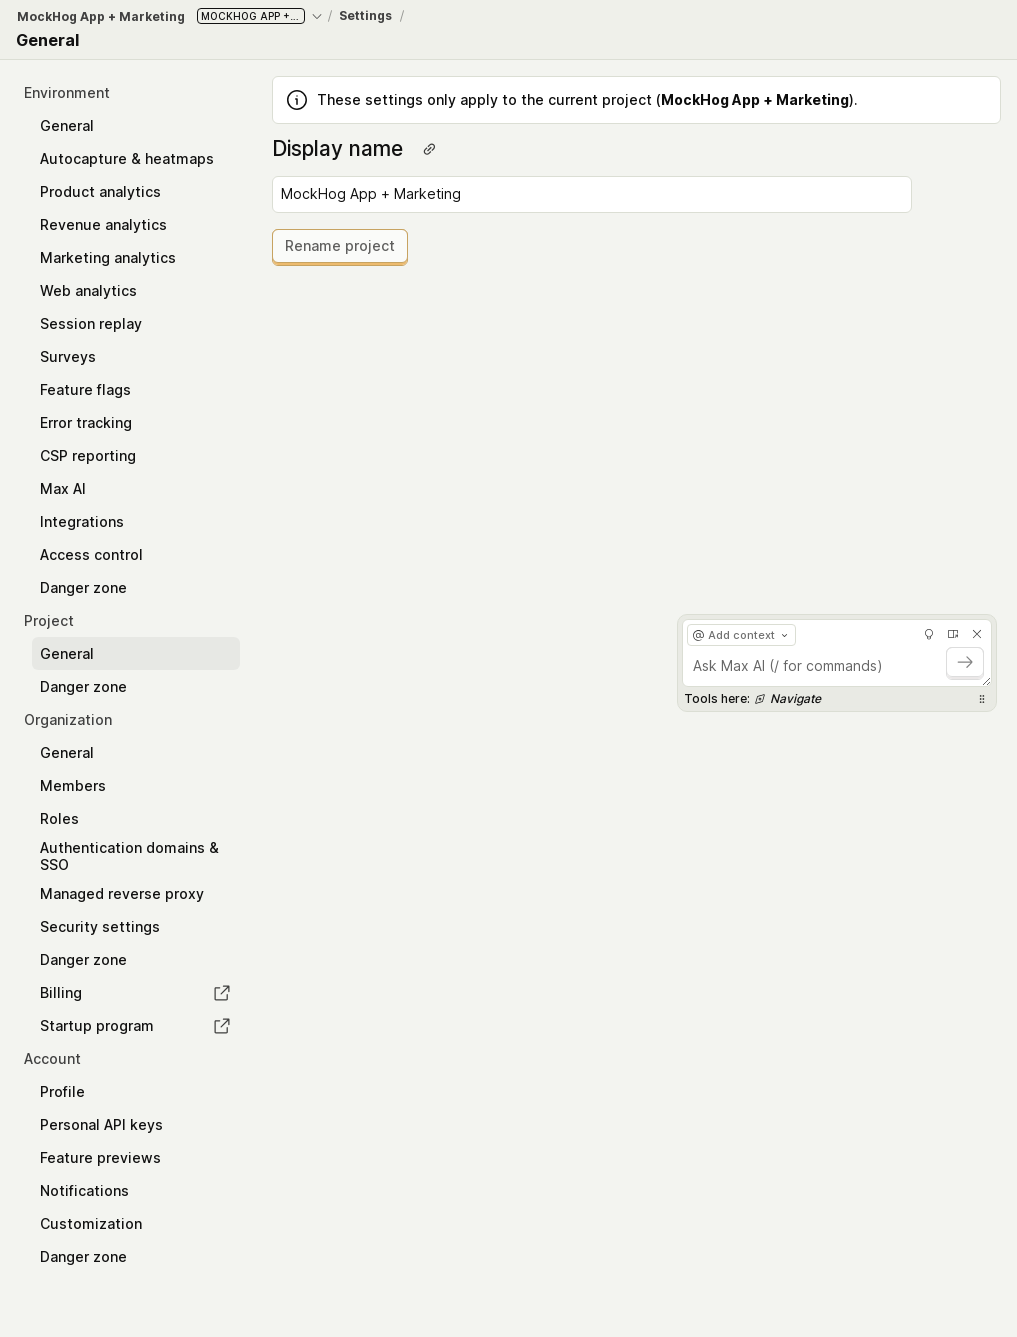 MockHog App + Marketing MOCKHOG APP +... / Settings /
General
Environment
General
Autocapture & heatmaps
Product analytics
Revenue analytics
Marketing analytics
Web analytics
Session replay
Surveys
Feature flags
Error tracking
CSP reporting
Max AI
Integrations
Access control
Danger zone
Project
General
Danger zone
Organization
General
Members
Roles
Authentication domains &
SSO
Managed reverse proxy
Security settings
Danger zone
Billing
Startup program
Account
Profile
Personal API keys
Feature previews
Notifications
Customization
Danger zone
These settings only apply to the current project (MockHog App + Marketing).
Display name
MockHog App + Marketing
Rename project
@ Add context
Ask Max AI (/ for commands)
Tools here: Navigate